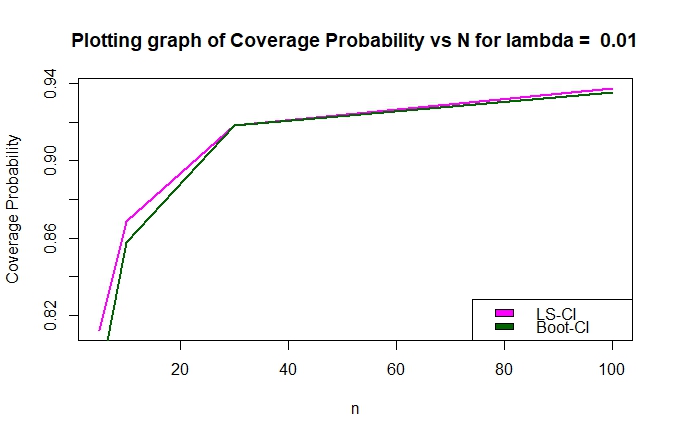 Plotting graph of Coverage Probability vs N for lambda =  0.01
Coverage Probability
0.94
0.90
0.86
0.82
LS-CI
Boot-CI
20 40 60 80 100
n